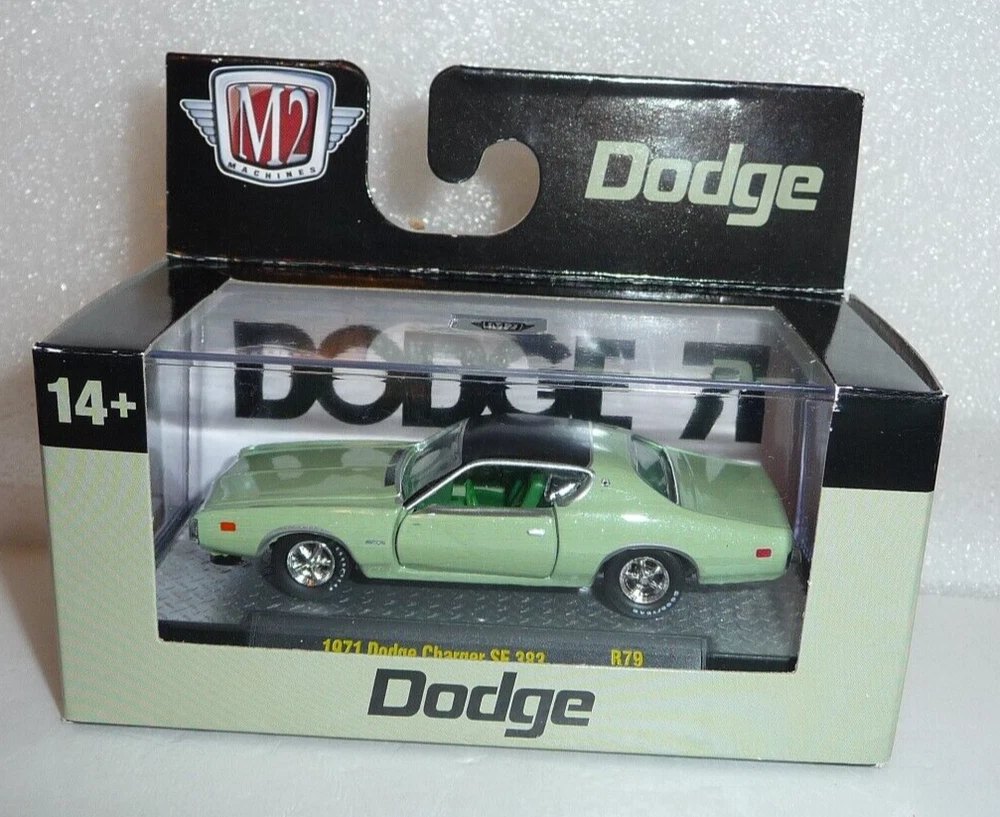 M2
MACHINES
Dodge
14+
DODGE 71
1971 Dodge Charger SE 383 R79
Dodge